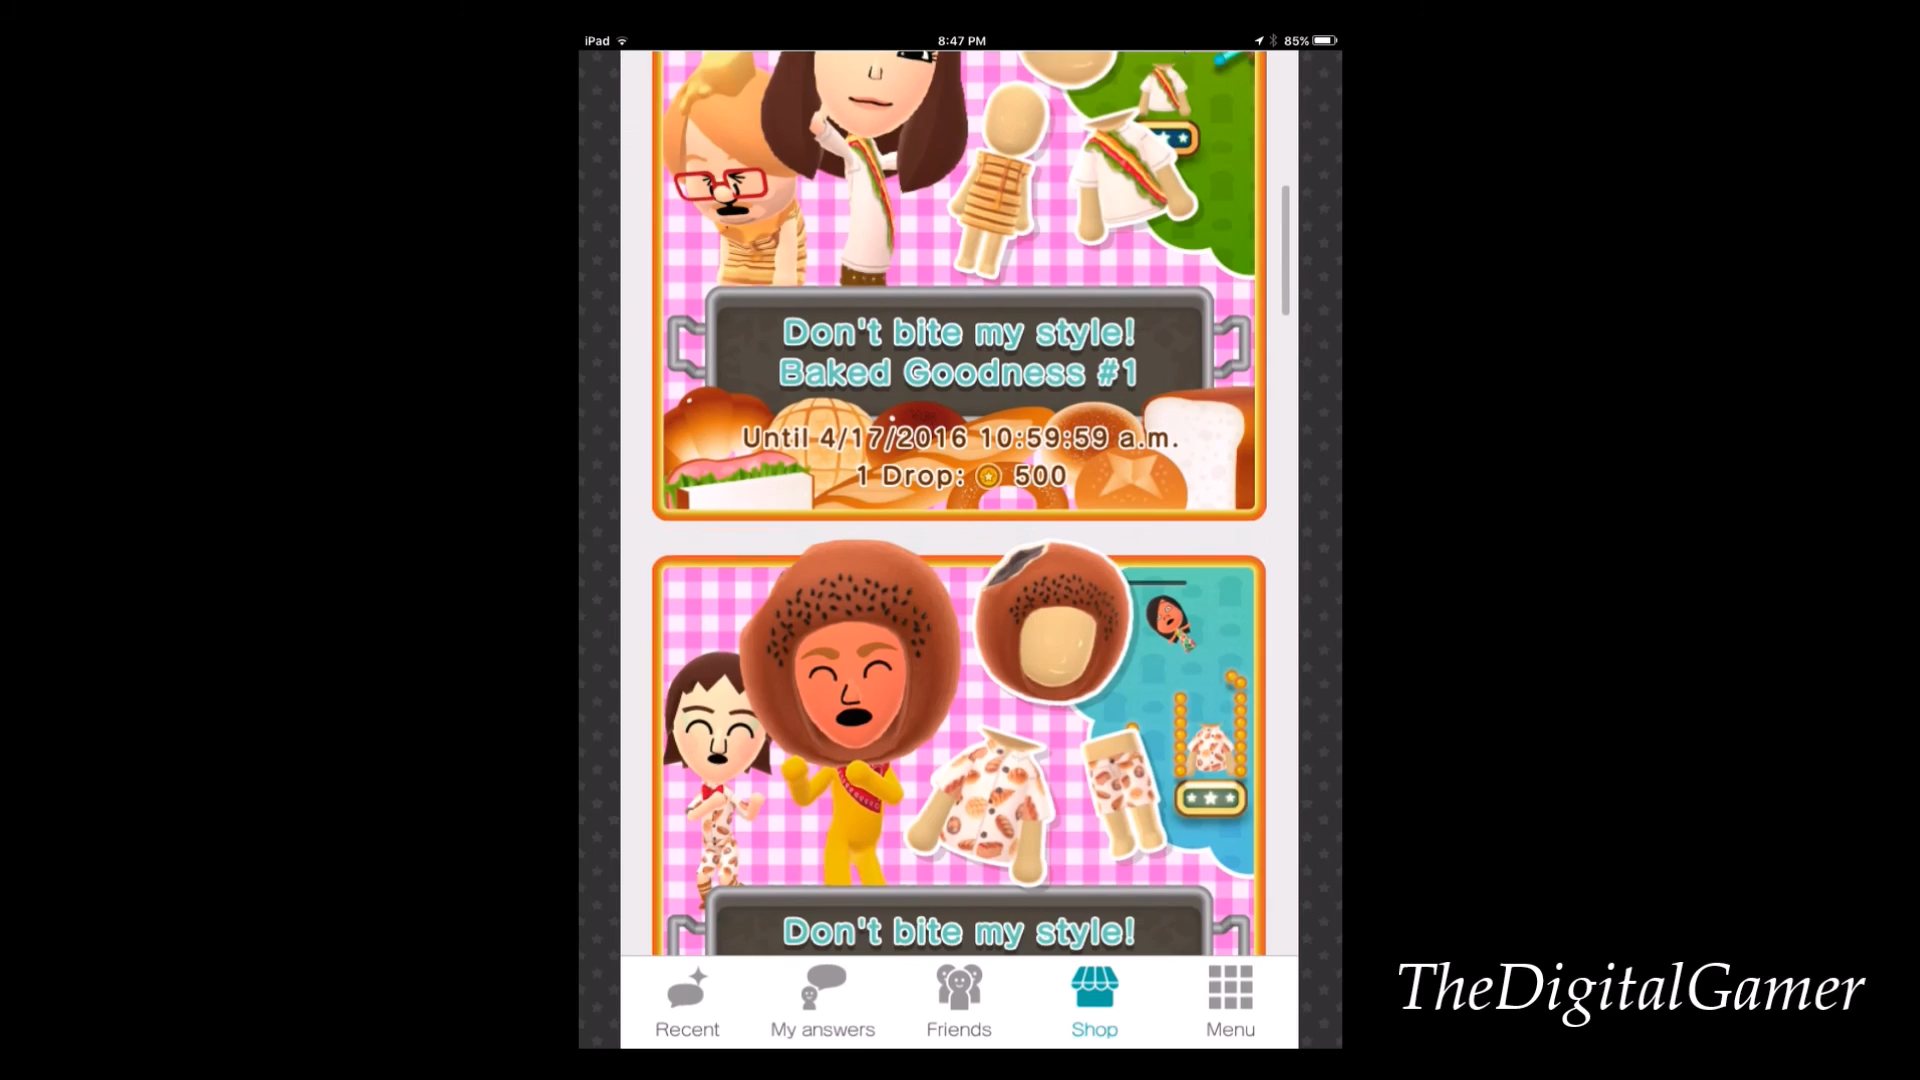 iPad 8:47 PM 85%
Don't bite my style!
Baked Goodness #1
Until 4/17/2016 10:59:59 a.m.
1 Drop: 500
Don't bite my style!
Recent My answers Friends Shop Menu
TheDigitalGamer